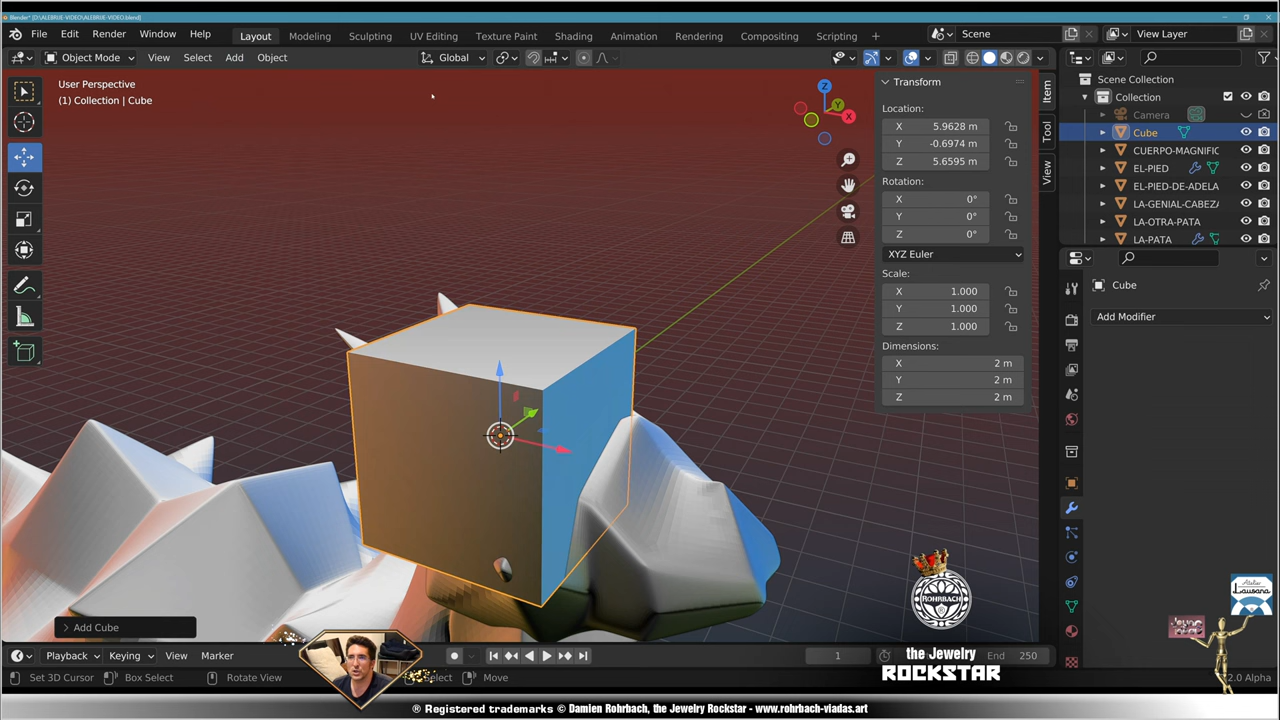 Blender* [D:\ALEBRIJE-VIDEO\ALEBRIJE-VIDEO.blend]
File Edit Render Window Help Layout Modeling Sculpting UV Editing Texture Paint Shading Animation Rendering Compositing Scripting + Scene View Layer
Object Mode View Select Add Object Global
User Perspective
(1) Collection | Cube
Z
Y
X
Transform
Location:
X 5.9628 m
Y -0.6974 m
Z 5.6595 m
Rotation:
X 0°
Y 0°
Z 0°
XYZ Euler
Scale:
X 1.000
Y 1.000
Z 1.000
Dimensions:
X 2 m
Y 2 m
Z 2 m
Item
Tool
View
Scene Collection
Collection
Camera
Cube
CUERPO-MAGNIFIC
EL-PIED
EL-PIED-DE-ADELA
LA-GENIAL-CABEZA
LA-OTRA-PATA
LA-PATA
Cube
Add Modifier
> Add Cube
ROHRBACH
the Jewelry
ROCKSTAR
Atelier
Lausana
Playback Keying View Marker 1 End 250
Set 3D Cursor Box Select Rotate View Select Move 2.0 Alpha
® Registered trademarks © Damien Rohrbach, the Jewelry Rockstar - www.rohrbach-viadas.art